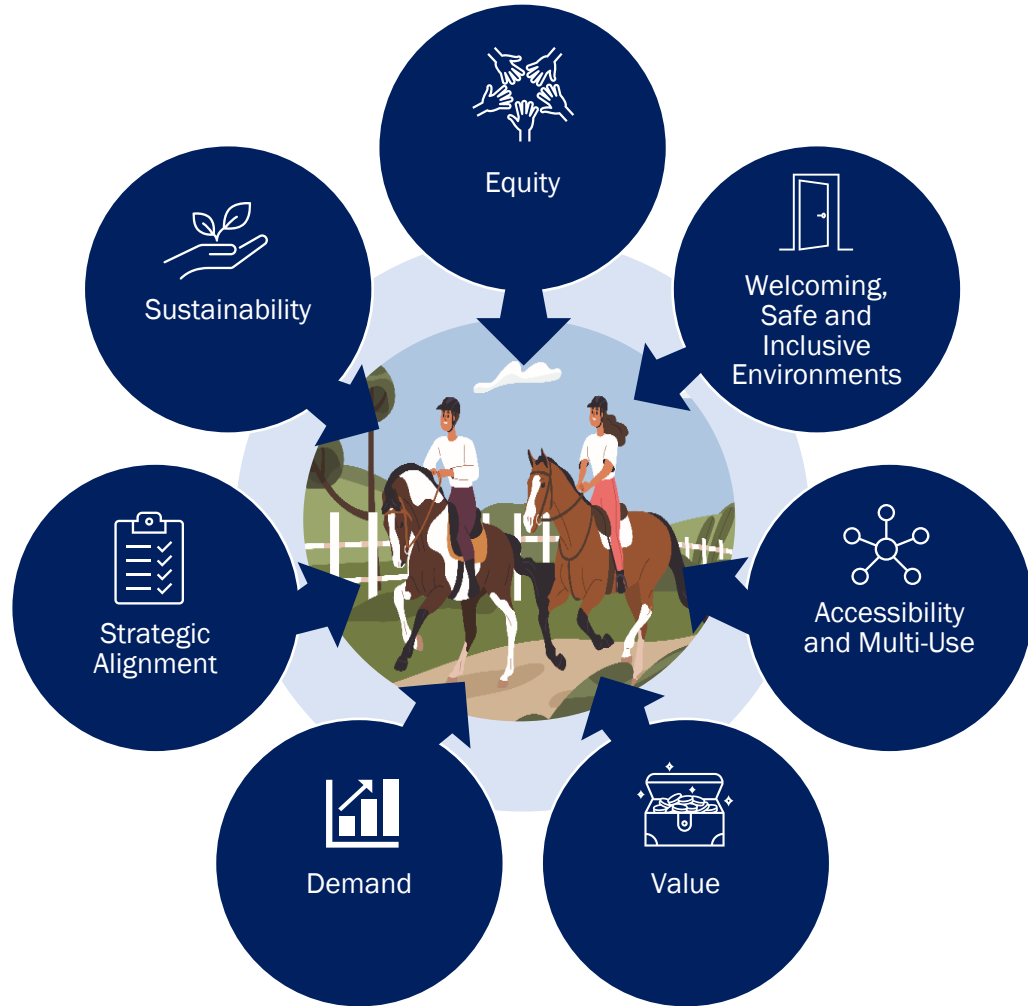 Equity
Welcoming,
Safe and
Inclusive
Environments
Accessibility
and Multi-Use
Value
Demand
Strategic
Alignment
Sustainability